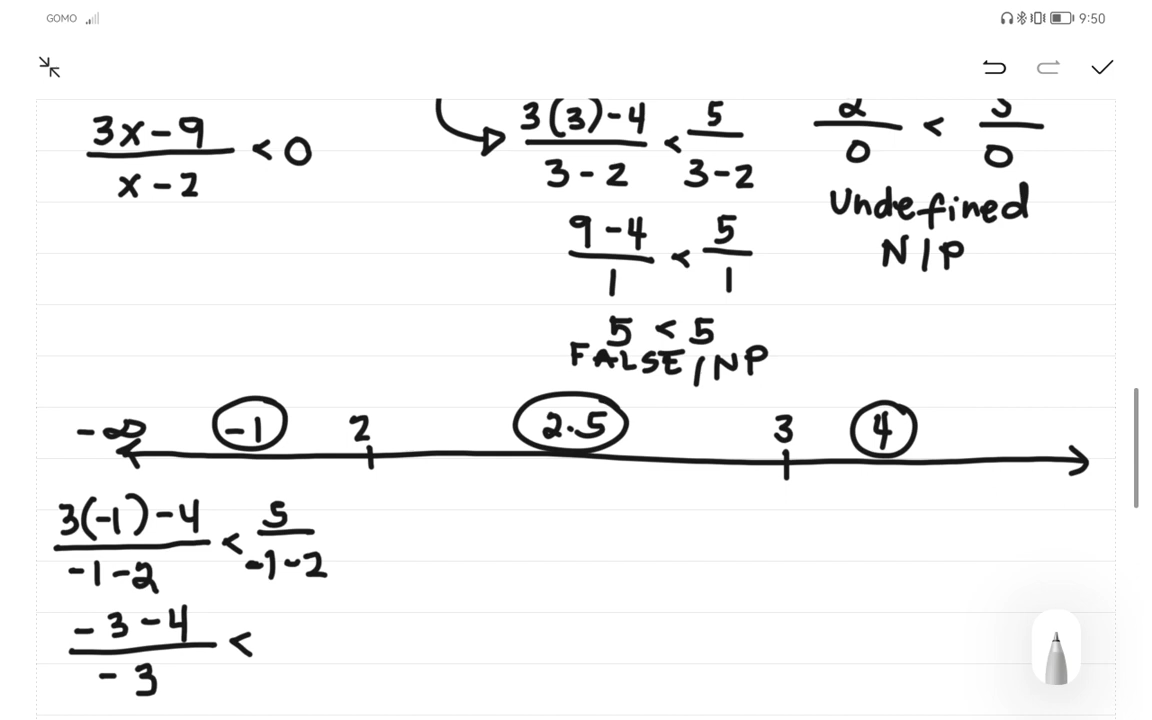 GOMO 9:50
3x-9 / x-2 < 0
3(3)-4 / 3-2 < 5 / 3-2
2 / 0 < 5 / 0
Undefined
N/P
9-4 / 1 < 5 / 1
5 < 5
FALSE/NP
-∞ -1 2 2.5 3 4
3(-1)-4 / -1-2 < 5 / -1-2
-3-4 / -3 <